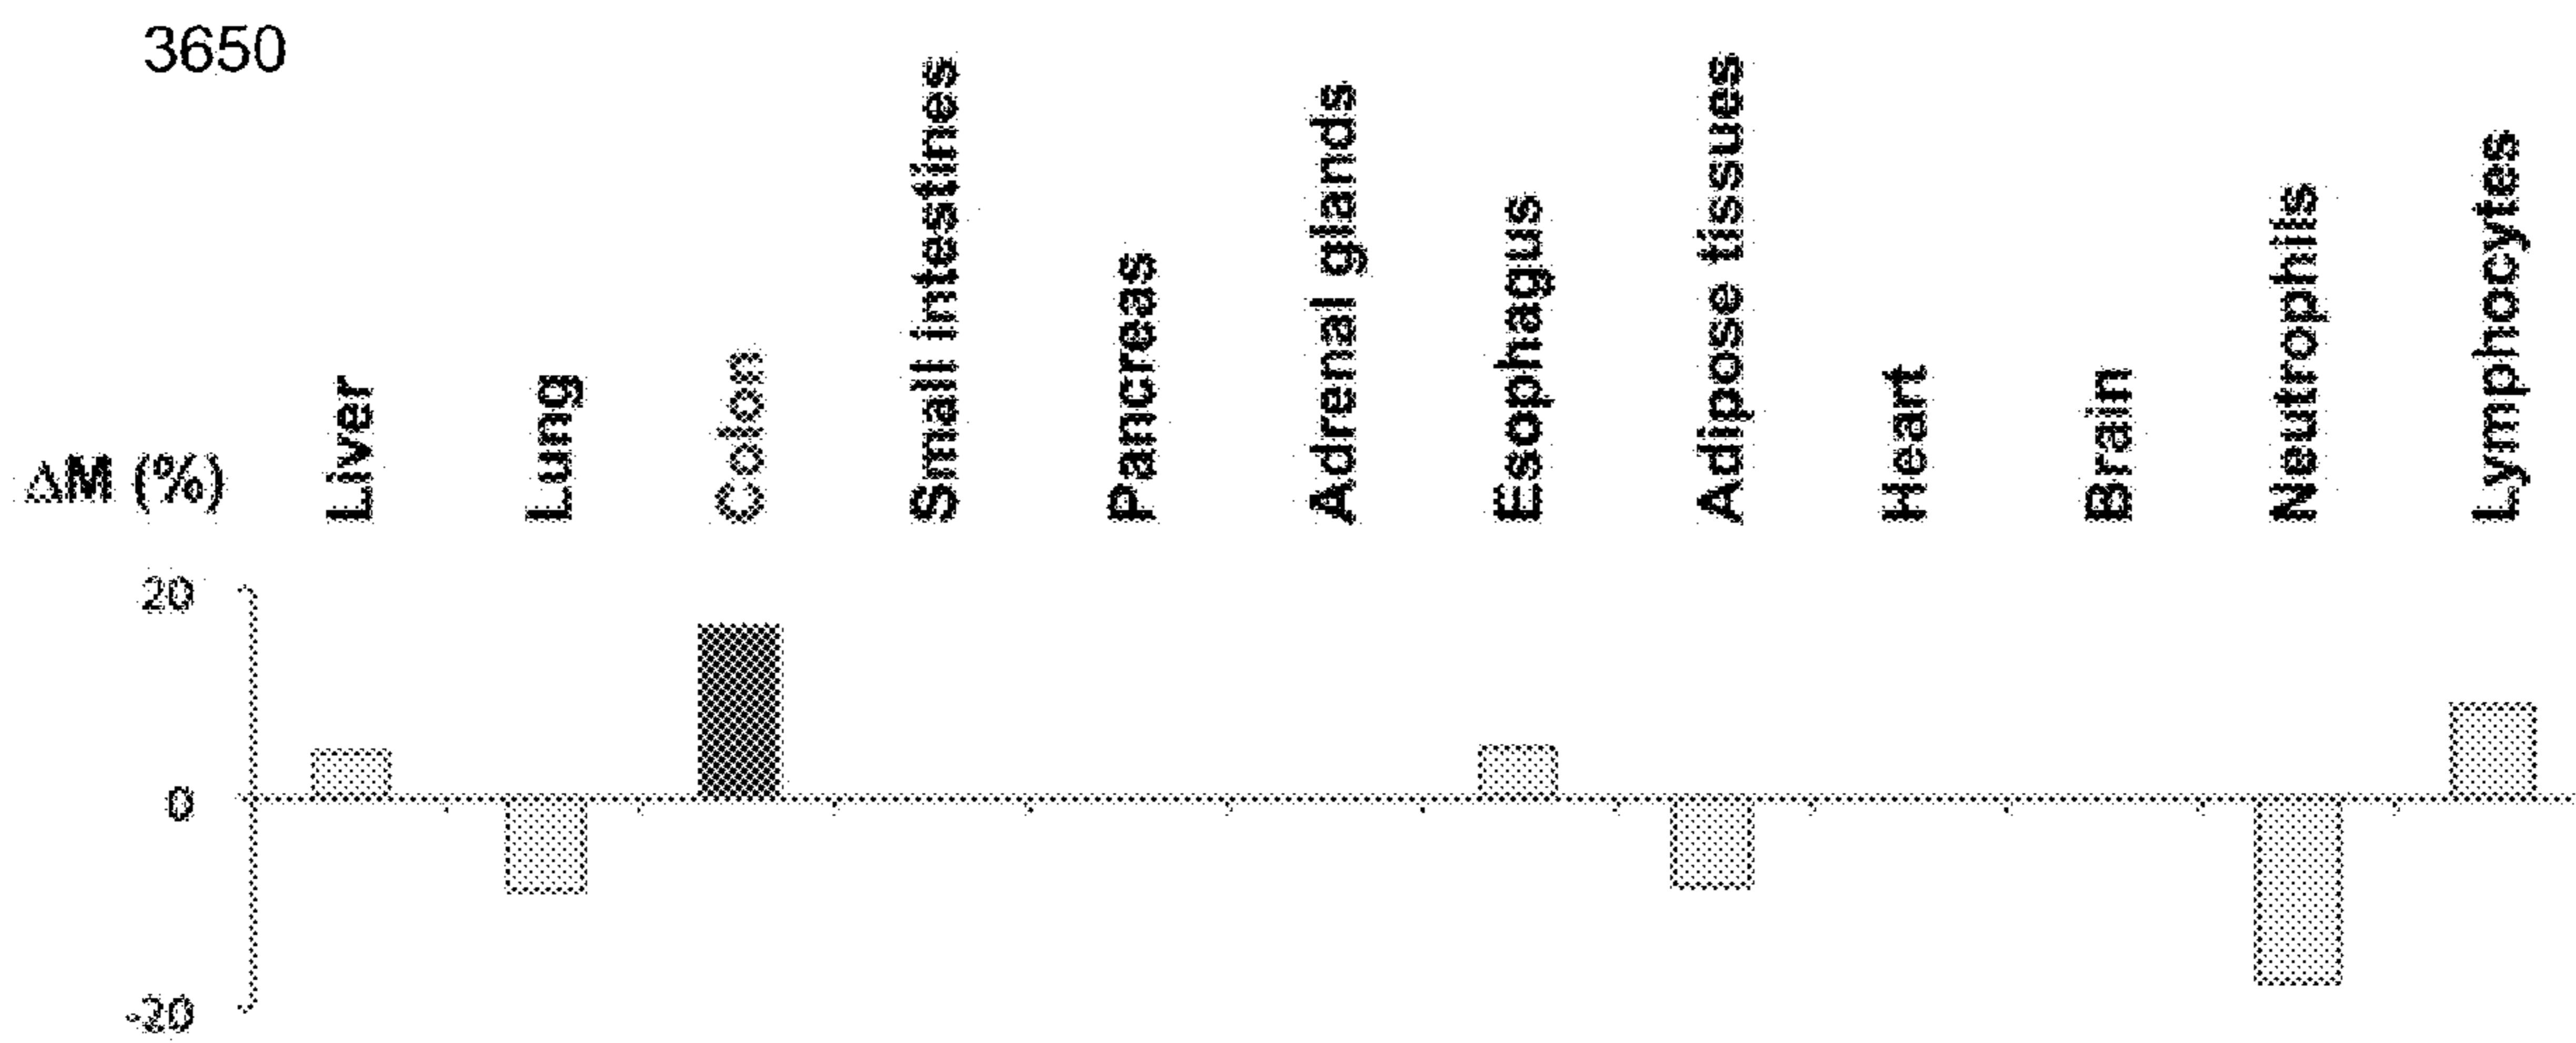 3650
ΔM (%)
Liver
Lung
Colon
Small intestines
Pancreas
Adrenal glands
Esophagus
Adipose tissues
Heart
Brain
Neutrophils
Lymphocytes
20
0
-20